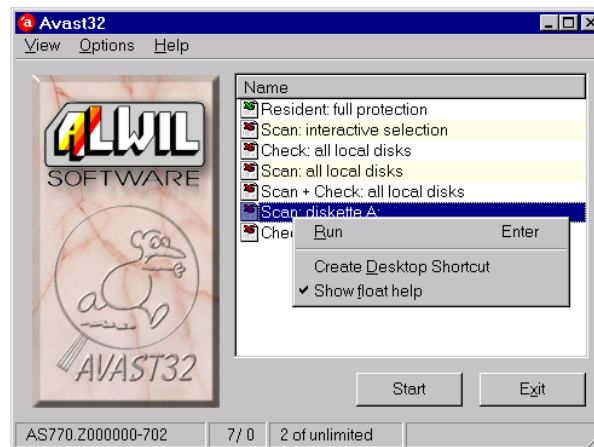 Avast32
View Options Help
ALWIL
SOFTWARE
AVAST32
Name
Resident: full protection
Scan: interactive selection
Check: all local disks
Scan: all local disks
Scan + Check: all local disks
Scan: diskette A:
Chec
Run Enter
Create Desktop Shortcut
Show float help
Start Exit
AS770.Z000000-702 7/ 0 2 of unlimited